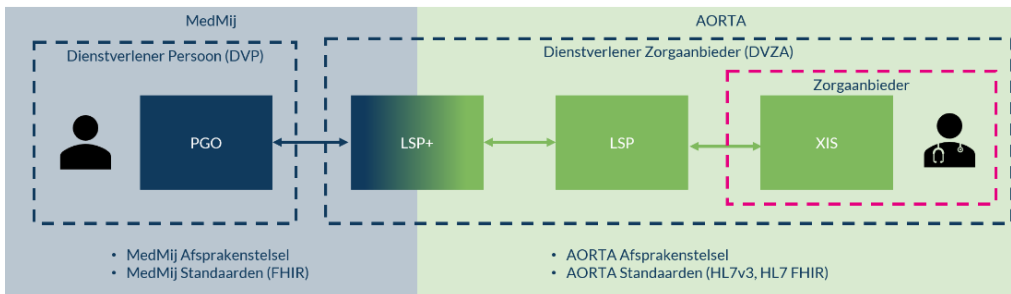 MedMij
AORTA
Dienstverlener Persoon (DVP)
Dienstverlener Zorgaanbieder (DVZA)
Zorgaanbieder
PGO
LSP+
LSP
XIS
• MedMij Afsprakenstelsel
• MedMij Standaarden (FHIR)
• AORTA Afsprakenstelsel
• AORTA Standaarden (HL7v3, HL7 FHIR)